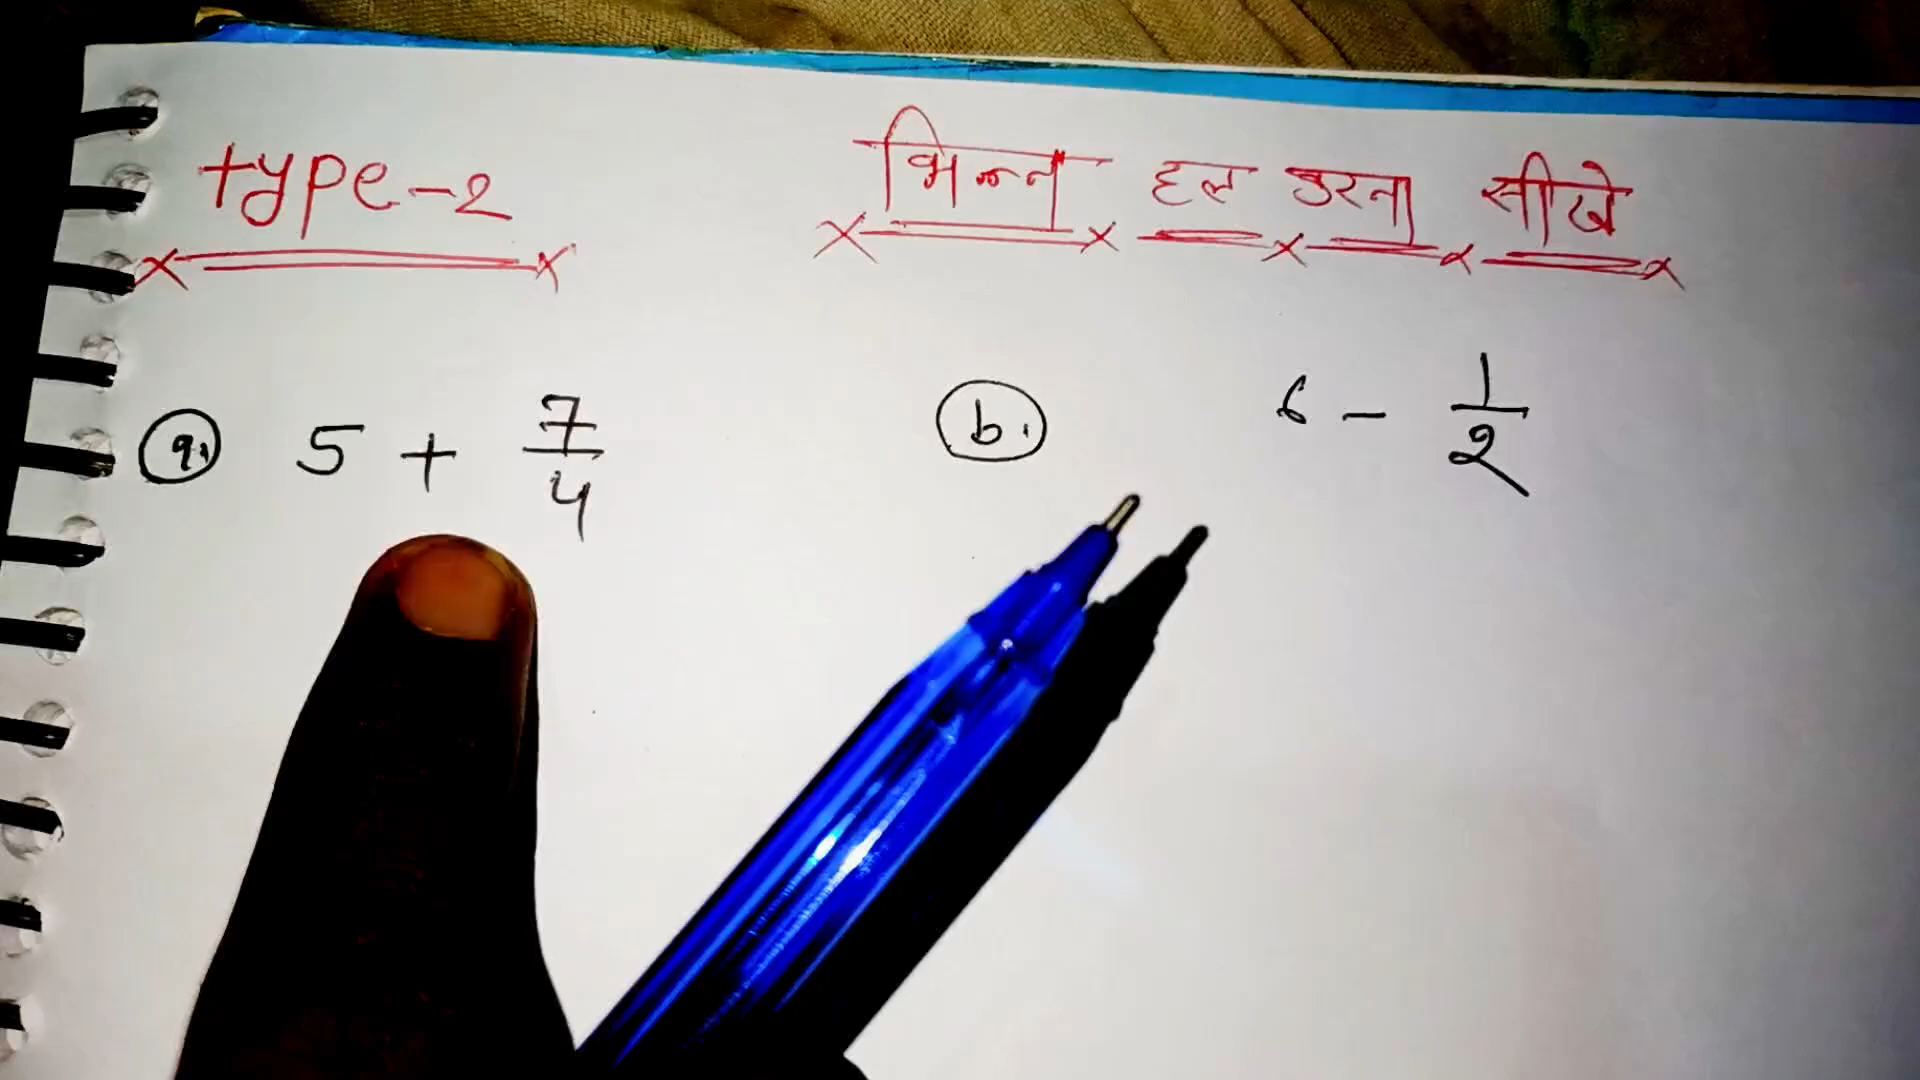 type-2 भिन्न हल करना सीखे
a. 5 + 7/4 b. 6 - 1/2